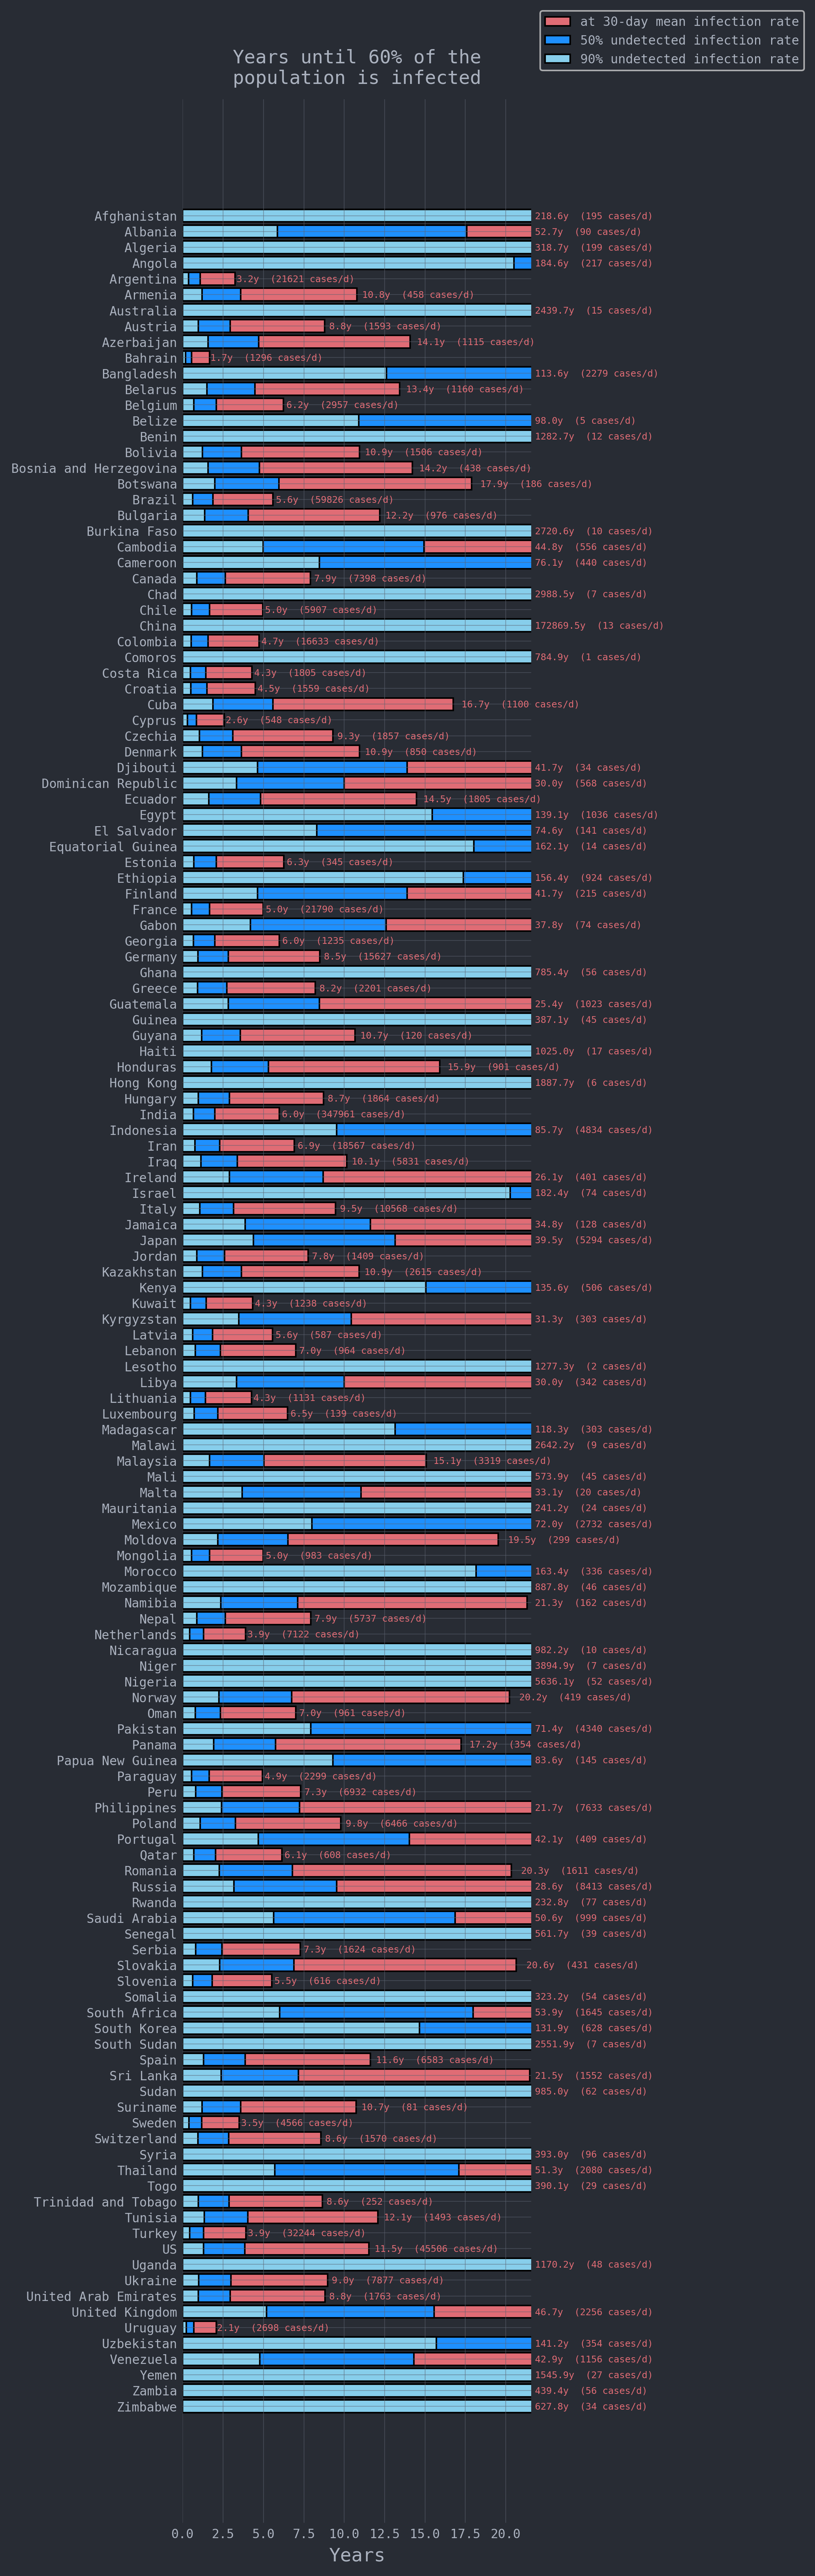 at 30-day mean infection rate
50% undetected infection rate
90% undetected infection rate
Years until 60% of the
population is infected
Afghanistan 218.6y (195 cases/d)
Albania 52.7y (90 cases/d)
Algeria 318.7y (199 cases/d)
Angola 184.6y (217 cases/d)
Argentina 3.2y (21621 cases/d)
Armenia 10.8y (458 cases/d)
Australia 2439.7y (15 cases/d)
Austria 8.8y (1593 cases/d)
Azerbaijan 14.1y (1115 cases/d)
Bahrain 1.7y (1296 cases/d)
Bangladesh 113.6y (2279 cases/d)
Belarus 13.4y (1160 cases/d)
Belgium 6.2y (2957 cases/d)
Belize 98.0y (5 cases/d)
Benin 1282.7y (12 cases/d)
Bolivia 10.9y (1506 cases/d)
Bosnia and Herzegovina 14.2y (438 cases/d)
Botswana 17.9y (186 cases/d)
Brazil 5.6y (59826 cases/d)
Bulgaria 12.2y (976 cases/d)
Burkina Faso 2720.6y (10 cases/d)
Cambodia 44.8y (556 cases/d)
Cameroon 76.1y (440 cases/d)
Canada 7.9y (7398 cases/d)
Chad 2988.5y (7 cases/d)
Chile 5.0y (5907 cases/d)
China 172869.5y (13 cases/d)
Colombia 4.7y (16633 cases/d)
Comoros 784.9y (1 cases/d)
Costa Rica 4.3y (1805 cases/d)
Croatia 4.5y (1559 cases/d)
Cuba 16.7y (1100 cases/d)
Cyprus 2.6y (548 cases/d)
Czechia 9.3y (1857 cases/d)
Denmark 10.9y (850 cases/d)
Djibouti 41.7y (34 cases/d)
Dominican Republic 30.0y (568 cases/d)
Ecuador 14.5y (1805 cases/d)
Egypt 139.1y (1036 cases/d)
El Salvador 74.6y (141 cases/d)
Equatorial Guinea 162.1y (14 cases/d)
Estonia 6.3y (345 cases/d)
Ethiopia 156.4y (924 cases/d)
Finland 41.7y (215 cases/d)
France 5.0y (21790 cases/d)
Gabon 37.8y (74 cases/d)
Georgia 6.0y (1235 cases/d)
Germany 8.5y (15627 cases/d)
Ghana 785.4y (56 cases/d)
Greece 8.2y (2201 cases/d)
Guatemala 25.4y (1023 cases/d)
Guinea 387.1y (45 cases/d)
Guyana 10.7y (120 cases/d)
Haiti 1025.0y (17 cases/d)
Honduras 15.9y (901 cases/d)
Hong Kong 1887.7y (6 cases/d)
Hungary 8.7y (1864 cases/d)
India 6.0y (347961 cases/d)
Indonesia 85.7y (4834 cases/d)
Iran 6.9y (18567 cases/d)
Iraq 10.1y (5831 cases/d)
Ireland 26.1y (401 cases/d)
Israel 182.4y (74 cases/d)
Italy 9.5y (10568 cases/d)
Jamaica 34.8y (128 cases/d)
Japan 39.5y (5294 cases/d)
Jordan 7.8y (1409 cases/d)
Kazakhstan 10.9y (2615 cases/d)
Kenya 135.6y (506 cases/d)
Kuwait 4.3y (1238 cases/d)
Kyrgyzstan 31.3y (303 cases/d)
Latvia 5.6y (587 cases/d)
Lebanon 7.0y (964 cases/d)
Lesotho 1277.3y (2 cases/d)
Libya 30.0y (342 cases/d)
Lithuania 4.3y (1131 cases/d)
Luxembourg 6.5y (139 cases/d)
Madagascar 118.3y (303 cases/d)
Malawi 2642.2y (9 cases/d)
Malaysia 15.1y (3319 cases/d)
Mali 573.9y (45 cases/d)
Malta 33.1y (20 cases/d)
Mauritania 241.2y (24 cases/d)
Mexico 72.0y (2732 cases/d)
Moldova 19.5y (299 cases/d)
Mongolia 5.0y (983 cases/d)
Morocco 163.4y (336 cases/d)
Mozambique 887.8y (46 cases/d)
Namibia 21.3y (162 cases/d)
Nepal 7.9y (5737 cases/d)
Netherlands 3.9y (7122 cases/d)
Nicaragua 982.2y (10 cases/d)
Niger 3894.9y (7 cases/d)
Nigeria 5636.1y (52 cases/d)
Norway 20.2y (419 cases/d)
Oman 7.0y (961 cases/d)
Pakistan 71.4y (4340 cases/d)
Panama 17.2y (354 cases/d)
Papua New Guinea 83.6y (145 cases/d)
Paraguay 4.9y (2299 cases/d)
Peru 7.3y (6932 cases/d)
Philippines 21.7y (7633 cases/d)
Poland 9.8y (6466 cases/d)
Portugal 42.1y (409 cases/d)
Qatar 6.1y (608 cases/d)
Romania 20.3y (1611 cases/d)
Russia 28.6y (8413 cases/d)
Rwanda 232.8y (77 cases/d)
Saudi Arabia 50.6y (999 cases/d)
Senegal 561.7y (39 cases/d)
Serbia 7.3y (1624 cases/d)
Slovakia 20.6y (431 cases/d)
Slovenia 5.5y (616 cases/d)
Somalia 323.2y (54 cases/d)
South Africa 53.9y (1645 cases/d)
South Korea 131.9y (628 cases/d)
South Sudan 2551.9y (7 cases/d)
Spain 11.6y (6583 cases/d)
Sri Lanka 21.5y (1552 cases/d)
Sudan 985.0y (62 cases/d)
Suriname 10.7y (81 cases/d)
Sweden 3.5y (4566 cases/d)
Switzerland 8.6y (1570 cases/d)
Syria 393.0y (96 cases/d)
Thailand 51.3y (2080 cases/d)
Togo 390.1y (29 cases/d)
Trinidad and Tobago 8.6y (252 cases/d)
Tunisia 12.1y (1493 cases/d)
Turkey 3.9y (32244 cases/d)
US 11.5y (45506 cases/d)
Uganda 1170.2y (48 cases/d)
Ukraine 9.0y (7877 cases/d)
United Arab Emirates 8.8y (1763 cases/d)
United Kingdom 46.7y (2256 cases/d)
Uruguay 2.1y (2698 cases/d)
Uzbekistan 141.2y (354 cases/d)
Venezuela 42.9y (1156 cases/d)
Yemen 1545.9y (27 cases/d)
Zambia 439.4y (56 cases/d)
Zimbabwe 627.8y (34 cases/d)
0.0 2.5 5.0 7.5 10.0 12.5 15.0 17.5 20.0
Years